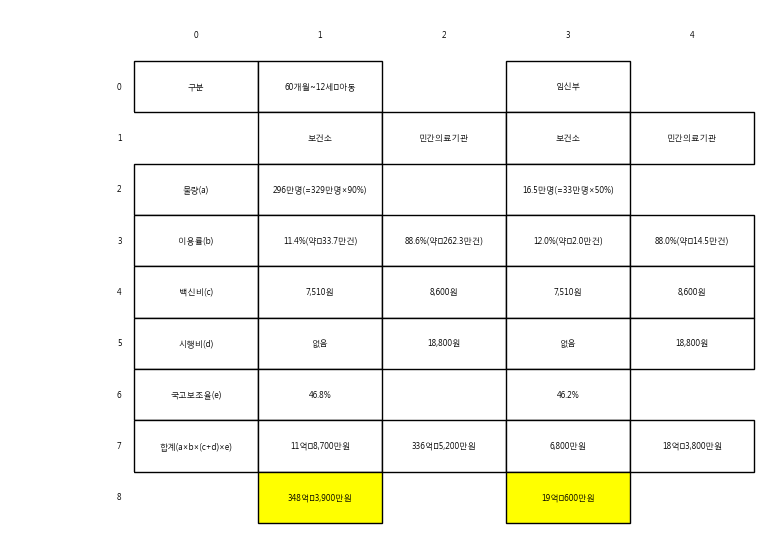 0 1 2 3 4
0 구분 60개월~12세□아동 임신부
1 보건소 민간의료기관 보건소 민간의료기관
2 물량(a) 296만명(=329만명×90%) 16.5만명(=33만명×50%)
3 이용률(b) 11.4%(약□33.7만건) 88.6%(약□262.3만건) 12.0%(약□2.0만건) 88.0%(약□14.5만건)
4 백신비(c) 7,510원 8,600원 7,510원 8,600원
5 시행비(d) 없음 18,800원 없음 18,800원
6 국고보조율(e) 46.8% 46.2%
7 합계(a×b×(c+d)×e) 11억□8,700만원 336억□5,200만원 6,800만원 18억□3,800만원
8 348억□3,900만원 19억□600만원